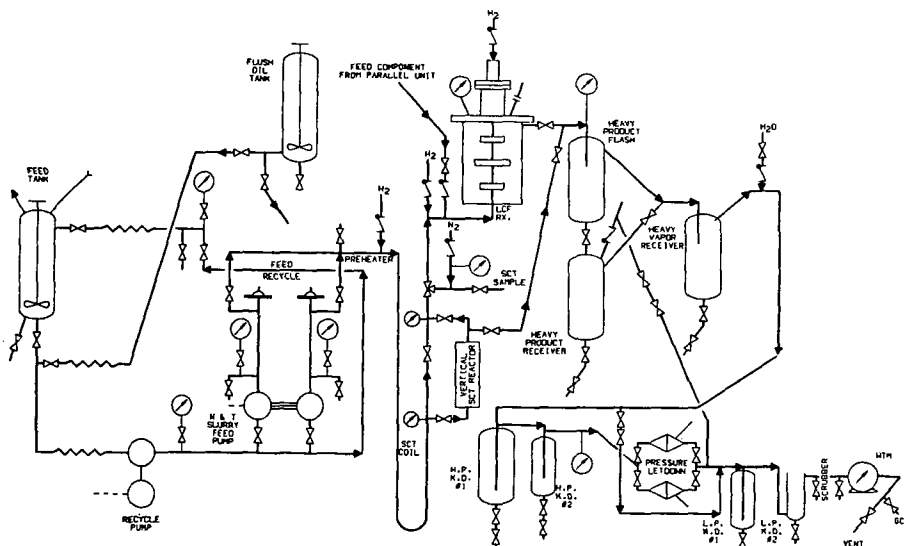 H2
FLUSH OIL
TANK
FEED COMPONENT
FROM PARALLEL UNIT
HEAVY
PRODUCT
FLASH
H2O
FEED
TANK
H2
H2
LCF
RX.
PREHEATER
N2
HEAVY
VAPOR
RECEIVER
FEED
RECYCLE
SCT
SAMPLE
HEAVY
PRODUCT
RECEIVER
VERTICAL
SCT REACTOR
M & T
SLURRY
FEED
PUMP
SCT
COIL
RECYCLE
PUMP
H.P.
K.O.
#1
H.P.
K.O.
#2
PRESSURE
LETDOWN
L.P.
K.O.
#1
L.P.
K.O.
#2
SCRUBBER
WTM
VENT
GC